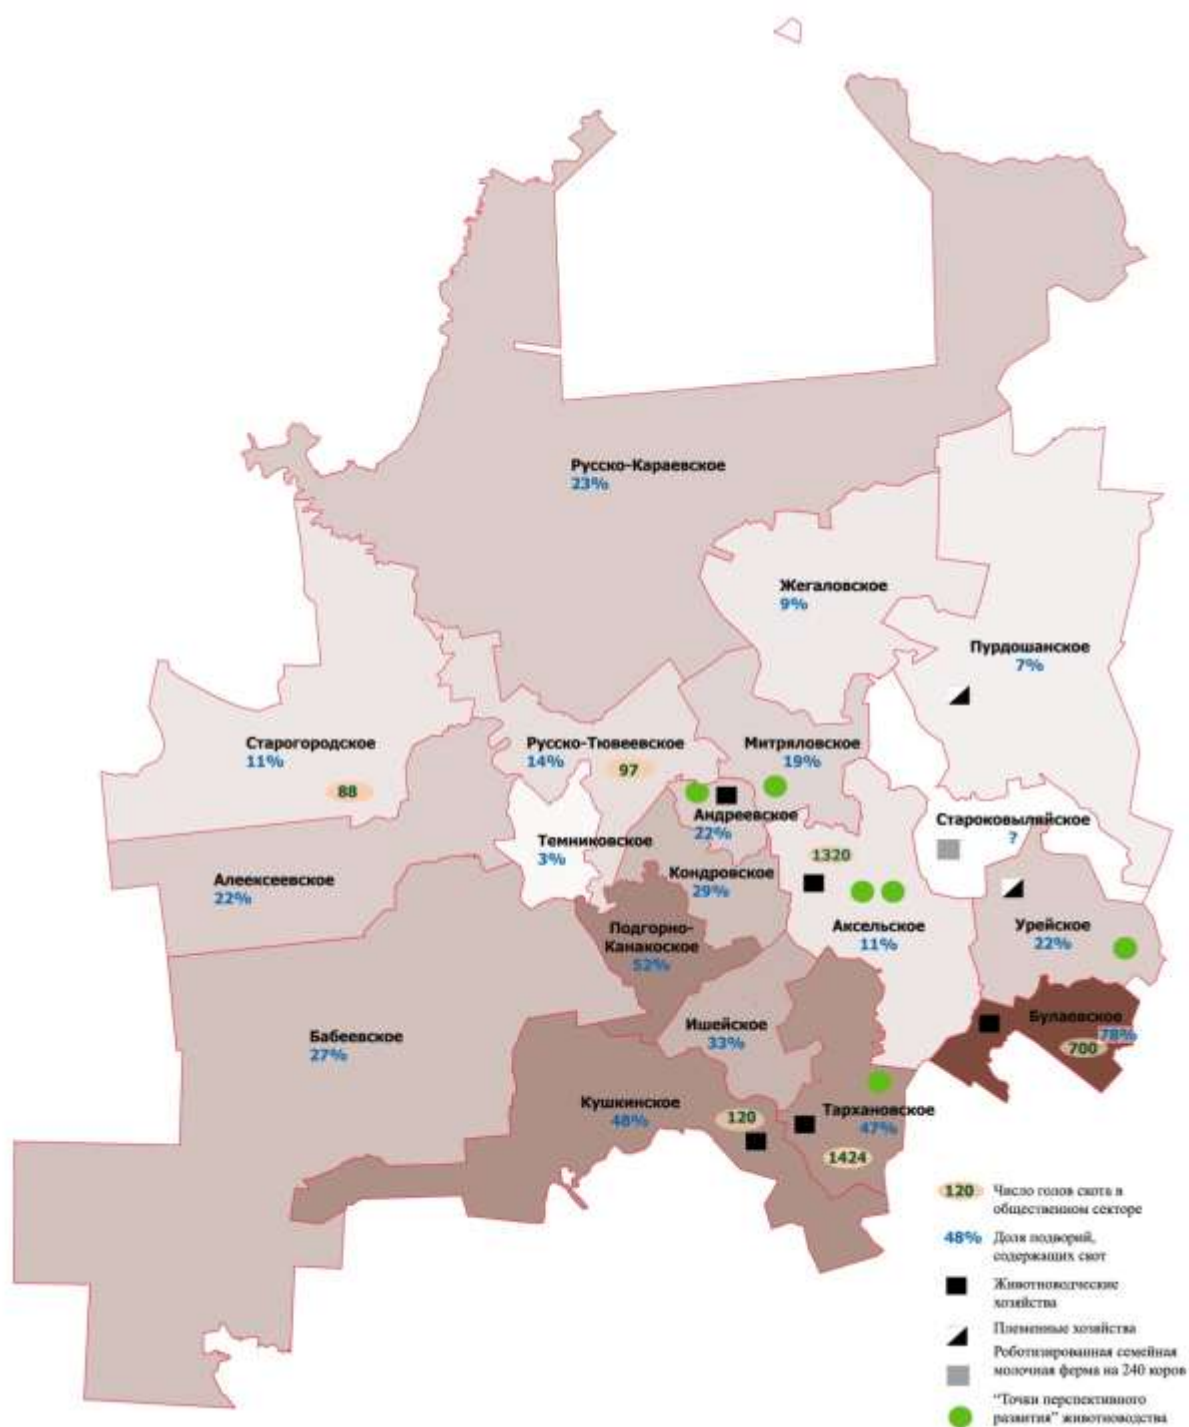 Русско-Караевское
23%
Жегаловское
9%
Пурдошанское
7%
Старогородское
11%
88
Русско-Тювеевское
14%
97
Митряловское
19%
Андреевское
22%
Староковыляйское
?
Темниковское
3%
1320
Алеексеевское
22%
Кондровское
29%
Подгорно-
Канакоское
52%
Аксельское
11%
Урейское
22%
Бабеевское
27%
Ишейское
33%
Булаевское
78%
700
Кушкинское
48%
120
Тархановское
47%
1424
120 Число голов скота в
общественном секторе
48% Доля подворий,
содержащих скот
Животноводческие
хозяйства
Племенные хозяйства
Роботизированная семейная
молочная ферма на 240 коров
"Точки перспективного
развития" животноводства